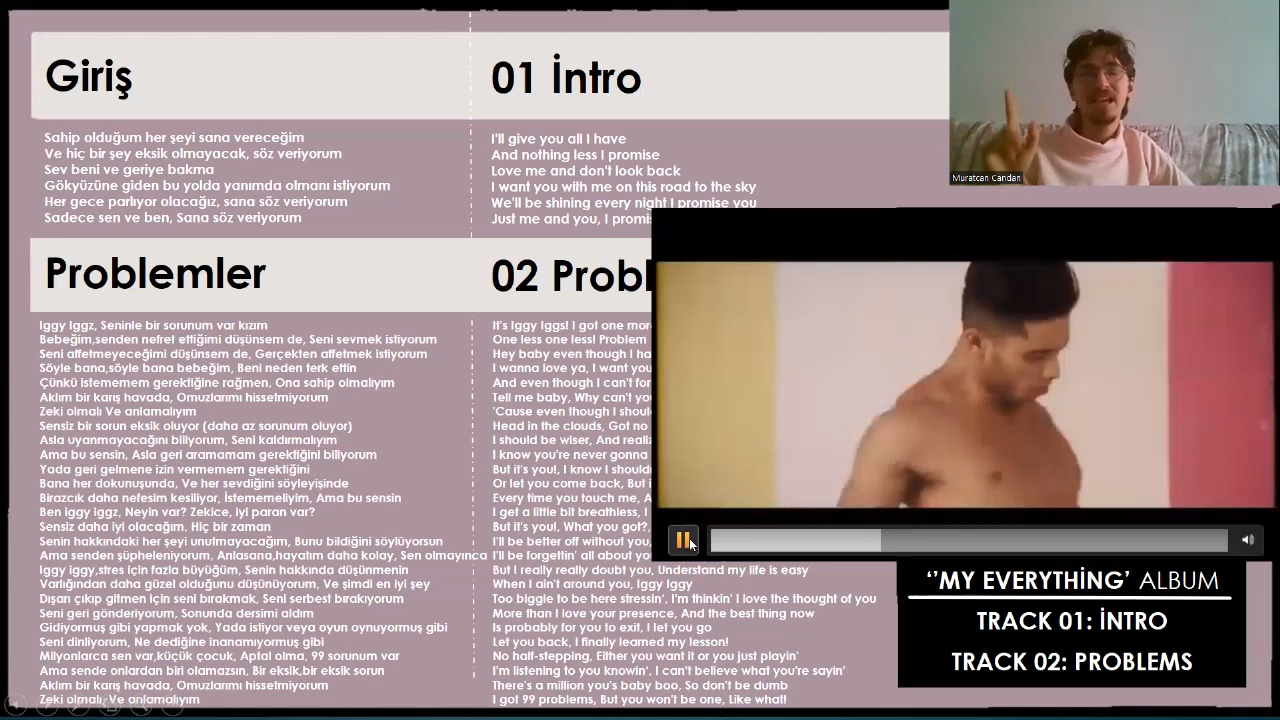 Giriş
01 İntro
Sahip olduğum her şeyi sana vereceğim
Ve hiç bir şey eksik olmayacak, söz veriyorum
Sev beni ve geriye bakma
Gökyüzüne giden bu yolda yanımda olmanı istiyorum
Her gece parlıyor olacağız, sana söz veriyorum
Sadece sen ve ben, Sana söz veriyorum
I'll give you all I have
And nothing less I promise
Love me and don't look back
I want you with me on this road to the sky
We'll be shining every night I promise you
Just me and you, I promi
Muratcan Candan
Problemler
02 Probl
Iggy Iggz, Seninle bir sorunum var kızım
Bebeğim,senden nefret ettiğimi düşünsem de, Seni sevmek istiyorum
Seni affetmeyeceğimi düşünsem de, Gerçekten affetmek istiyorum
Söyle bana,söyle bana bebeğim, Beni neden terk ettin
Çünkü istememem gerektiğine rağmen, Ona sahip olmalıyım
Aklım bir karış havada, Omuzlarımı hissetmiyorum
Zeki olmalı Ve anlamalıyım
Sensiz bir sorun eksik oluyor (daha az sorunum oluyor)
Asla uyanmayacağını biliyorum, Seni kaldırmalıyım
Ama bu sensin, Asla geri aramamam gerektiğini biliyorum
Yada geri gelmene izin vermemem gerektiğini
Bana her dokunuşunda, Ve her sevdiğini söyleyişinde
Birazcık daha nefesim kesiliyor, İstememeliyim, Ama bu sensin
Ben iggy iggz, Neyin var? Zekice, iyi paran var?
Sensiz daha iyi olacağım, Hiç bir zaman
Senin hakkındaki her şeyi unutmayacağım, Bunu bildiğini söylüyorsun
Ama senden şüpheleniyorum, Anlasana,hayatım daha kolay, Sen olmayınca
Iggy iggy,stres için fazla büyüğüm, Senin hakkında düşünmenin
Varlığından daha güzel olduğunu düşünüyorum, Ve şimdi en iyi şey
Dışarı çıkıp gitmen için seni bırakmak, Seni serbest bırakıyorum
Seni geri gönderiyorum, Sonunda dersimi aldım
Gidiyormuş gibi yapmak yok, Yada istiyor veya oyun oynuyormuş gibi
Seni dinliyorum, Ne dediğine inanamıyormuş gibi
Milyonlarca sen var,küçük çocuk, Aptal olma, 99 sorunum var
Ama sende onlardan biri olamazsın, Bir eksik,bir eksik sorun
Aklım bir karış havada, Omuzlarımı hissetmiyorum
Zeki olmalı, Ve anlamalıyım
It's Iggy Iggs! I got one mor
One less one less! Problem
Hey baby even though I ha
I wanna love ya, I want you
And even though I can't for
Tell me baby, Why can't yo
'Cause even though I shoul
Head in the clouds, Got no
I should be wiser, And realiz
I know you're never gonna
But it's you!, I know I should
Or let you come back, But i
Every time you touch me, A
I get a little bit breathless, I
But it's you!, What you got?,
I'll be better off without you,
I'll be forgettin' all about yo
But I really really doubt you, Understand my life is easy
When I ain't around you, Iggy Iggy
Too biggie to be here stressin', I'm thinkin' I love the thought of you
More than I love your presence, And the best thing now
Is probably for you to exit, I let you go
Let you back, I finally learned my lesson!
No half-stepping, Either you want it or you just playin'
I'm listening to you knowin', I can't believe what you're sayin'
There's a million you's baby boo, So don't be dumb
I got 99 problems, But you won't be one, Like what!
‘’MY EVERYTHİNG’ ALBUM
TRACK 01: İNTRO
TRACK 02: PROBLEMS